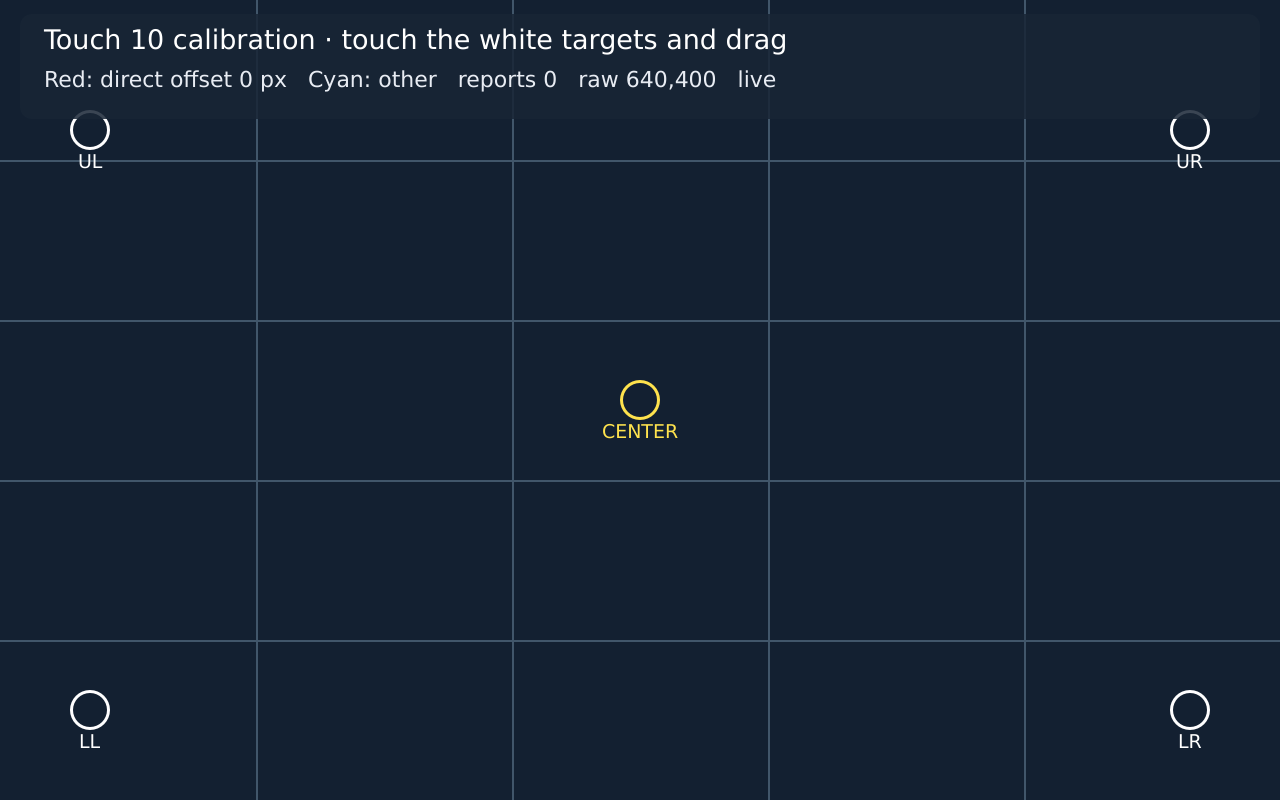 Touch 10 calibration · touch the white targets and drag
Red: direct offset 0 px   Cyan: other   reports 0   raw 640,400   live
UL
UR
CENTER
LL
LR